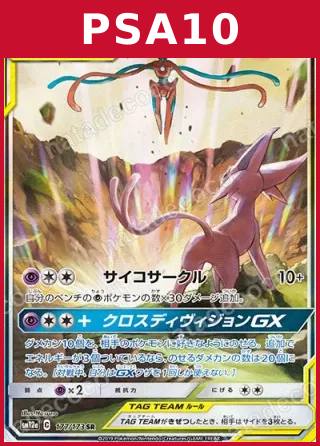 PSA10
サイコサークル 10+
自分のベンチのポケモンの数×30ダメージ追加。
+ クロスディヴィジョンGX
ダメカン10個を、相手のポケモンに好きなようにのせる。追加で
エネルギーが3個ついているなら、のせるダメカンの数は20個に
なる。[対戦中、自分はGXワザを1回しか使えない。]
弱点 ×2 抵抗力 にげる
TAG TEAM ルール
TAG TEAMがきぜつしたとき、相手はサイドを3枚とる。
sm12a G 177/173 SR
©2019 Pokémon/Nintendo/Creatures/GAME FREAK